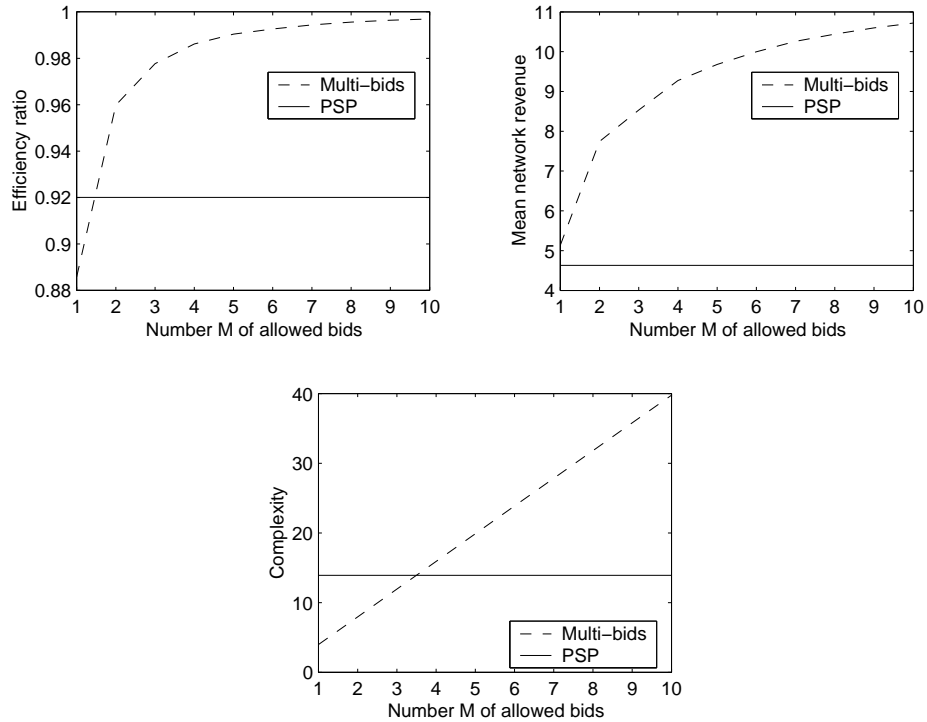 1
0.98
0.96
0.94
0.92
0.9
0.88
1 2 3 4 5 6 7 8 9 10
Number M of allowed bids
Efficiency ratio
Multi−bids
PSP
11
10
9
8
7
6
5
4
1 2 3 4 5 6 7 8 9 10
Number M of allowed bids
Mean network revenue
Multi−bids
PSP
40
30
20
10
0
1 2 3 4 5 6 7 8 9 10
Number M of allowed bids
Complexity
Multi−bids
PSP